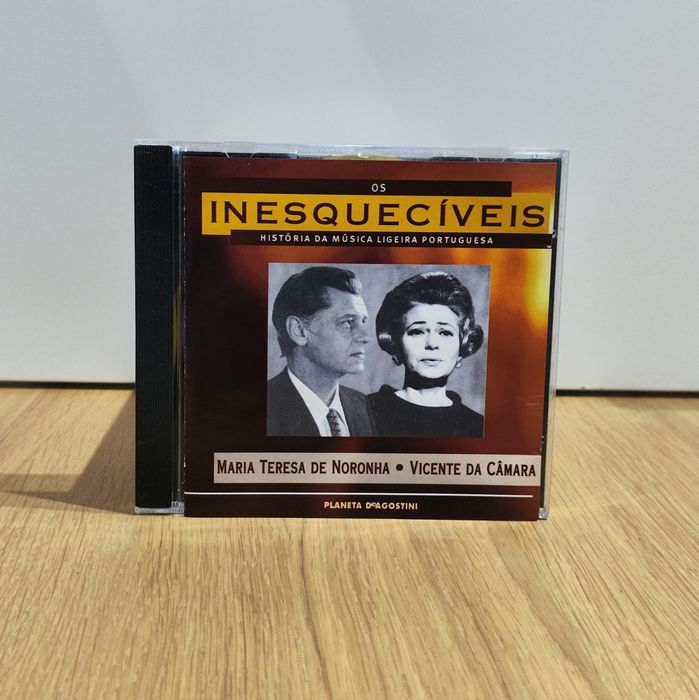 OS
INESQUECÍVEIS
HISTÓRIA DA MÚSICA LIGEIRA PORTUGUESA
MARIA TERESA DE NORONHA • VICENTE DA CÂMARA
PLANETA DeAGOSTINI